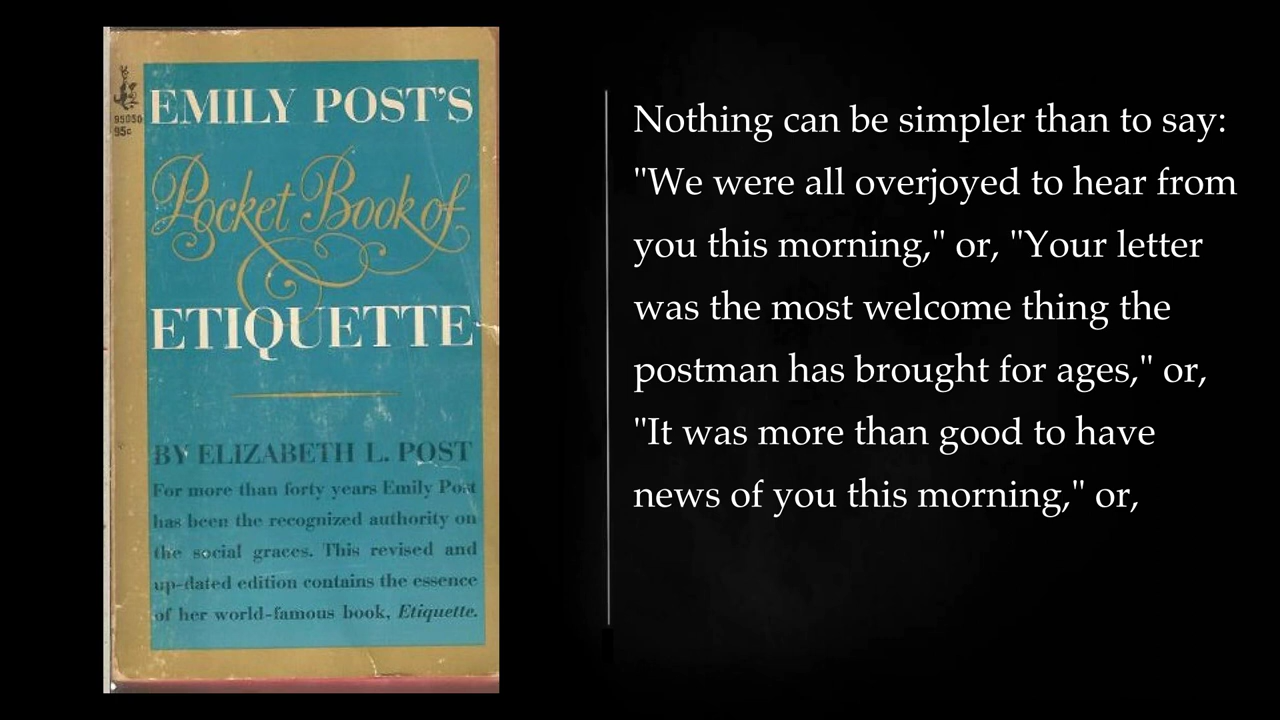 95050
95c
EMILY POST'S
Pocket Book of
ETIQUETTE
BY ELIZABETH L. POST
For more than forty years Emily Post
has been the recognized authority on
the social graces. This revised and
up-dated edition contains the essence
of her world-famous book, Etiquette.
Nothing can be simpler than to say:
"We were all overjoyed to hear from
you this morning," or, "Your letter
was the most welcome thing the
postman has brought for ages," or,
"It was more than good to have
news of you this morning," or,